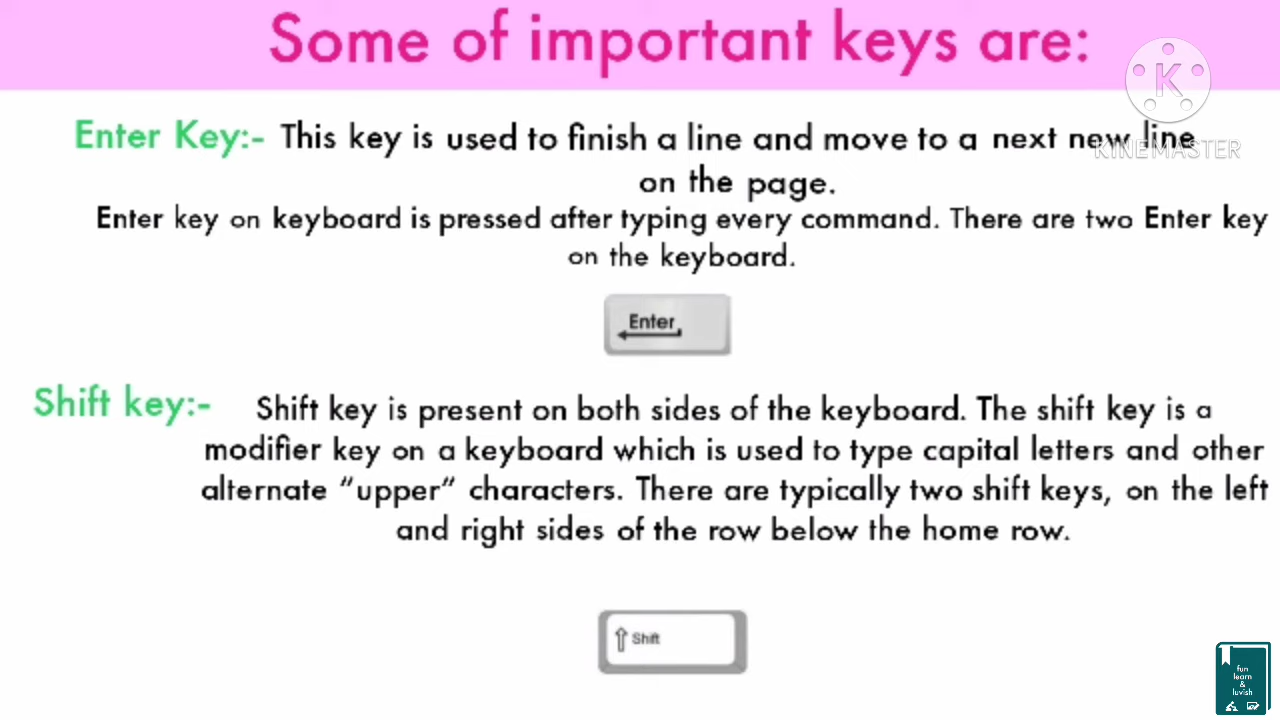 Some of important keys are:
K
KINEMASTER
Enter Key:- This key is used to finish a line and move to a next new line
on the page.
Enter key on keyboard is pressed after typing every command. There are two Enter key
on the keyboard.
Enter
Shift key:- Shift key is present on both sides of the keyboard. The shift key is a
modifier key on a keyboard which is used to type capital letters and other
alternate “upper“ characters. There are typically two shift keys, on the left
and right sides of the row below the home row.
Shift
fun
learn
&
luvish